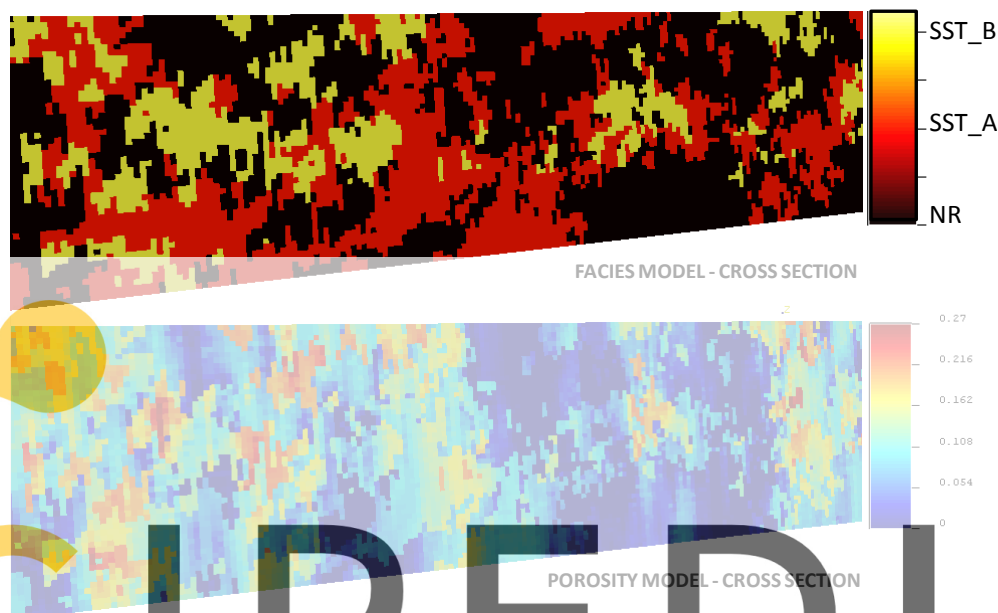 SST_B
SST_A
NR
FACIES MODEL - CROSS SECTION
0.27
0.216
0.162
0.108
0.054
0
POROSITY MODEL - CROSS SECTION